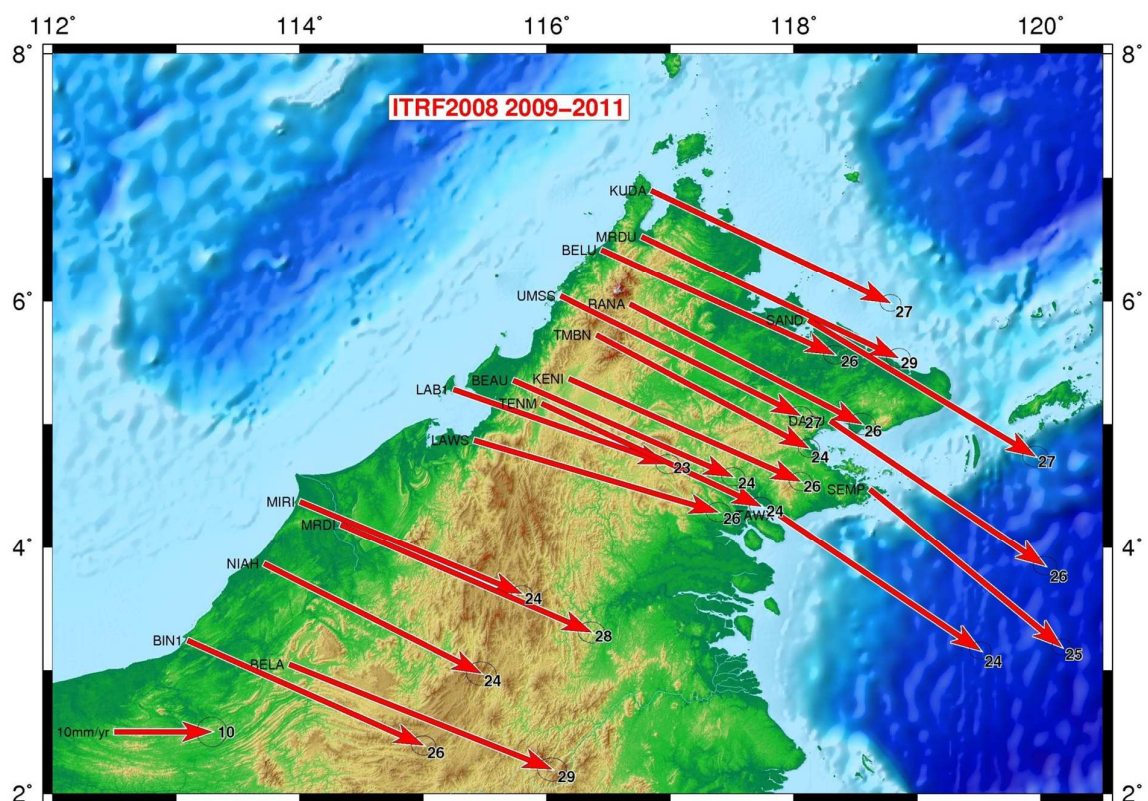 112° 114° 116° 118° 120°
8° 8°
ITRF2008 2009–2011
KUDA
MRDU
BELU
6° 6°
UMSS
RANA
27
SAND
TMBN
26 29
BEAU KENI
LAB1
TENM
DATU 27 26
LAWS 24 27
23
24 26 SEMP
MIRI 26 24 TAWA
MRDI
4° 4°
NIAH
24 26
28
BIN1
BELA 24 24 25
10mm/yr 10
26
29
2° 2°